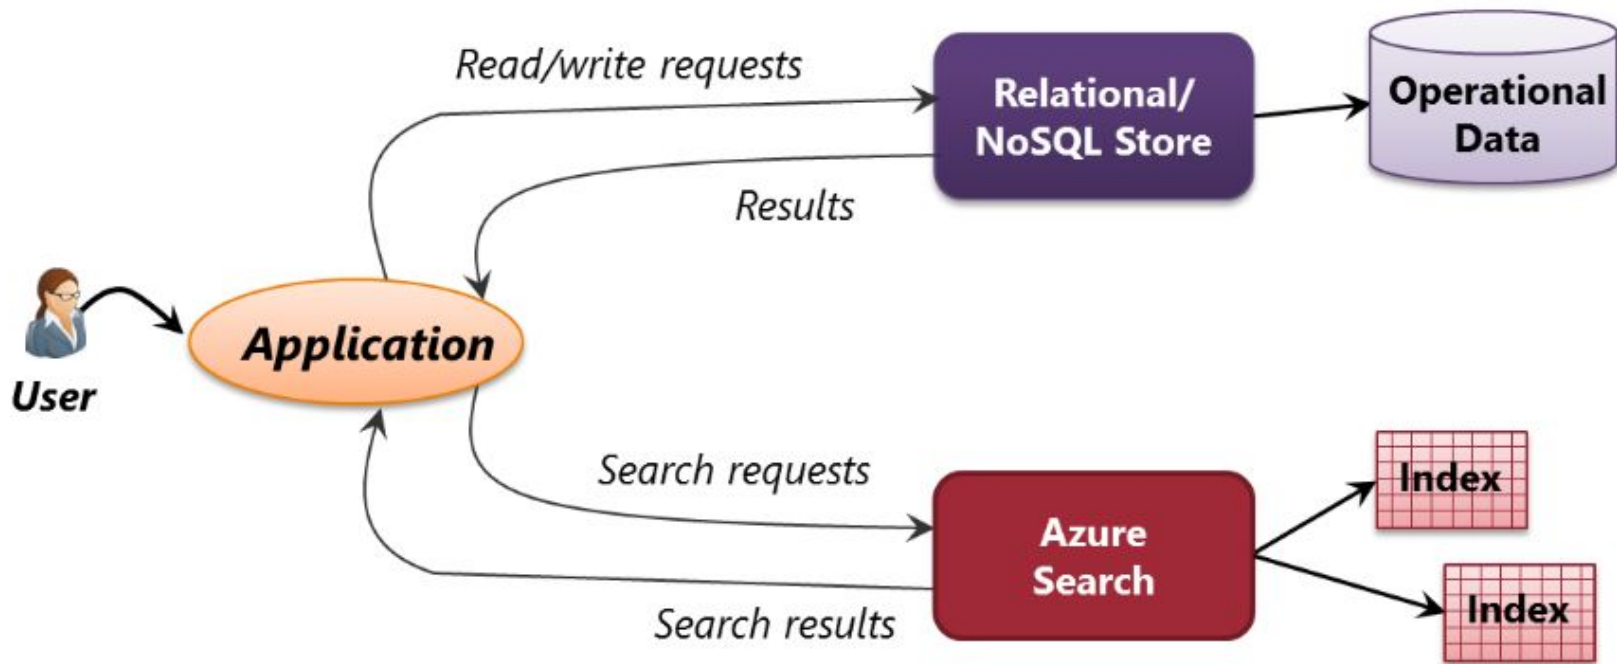 Read/write requests
Relational/
NoSQL Store
Operational
Data
Results
Application
User
Search requests
Index
Azure
Search
Index
Search results